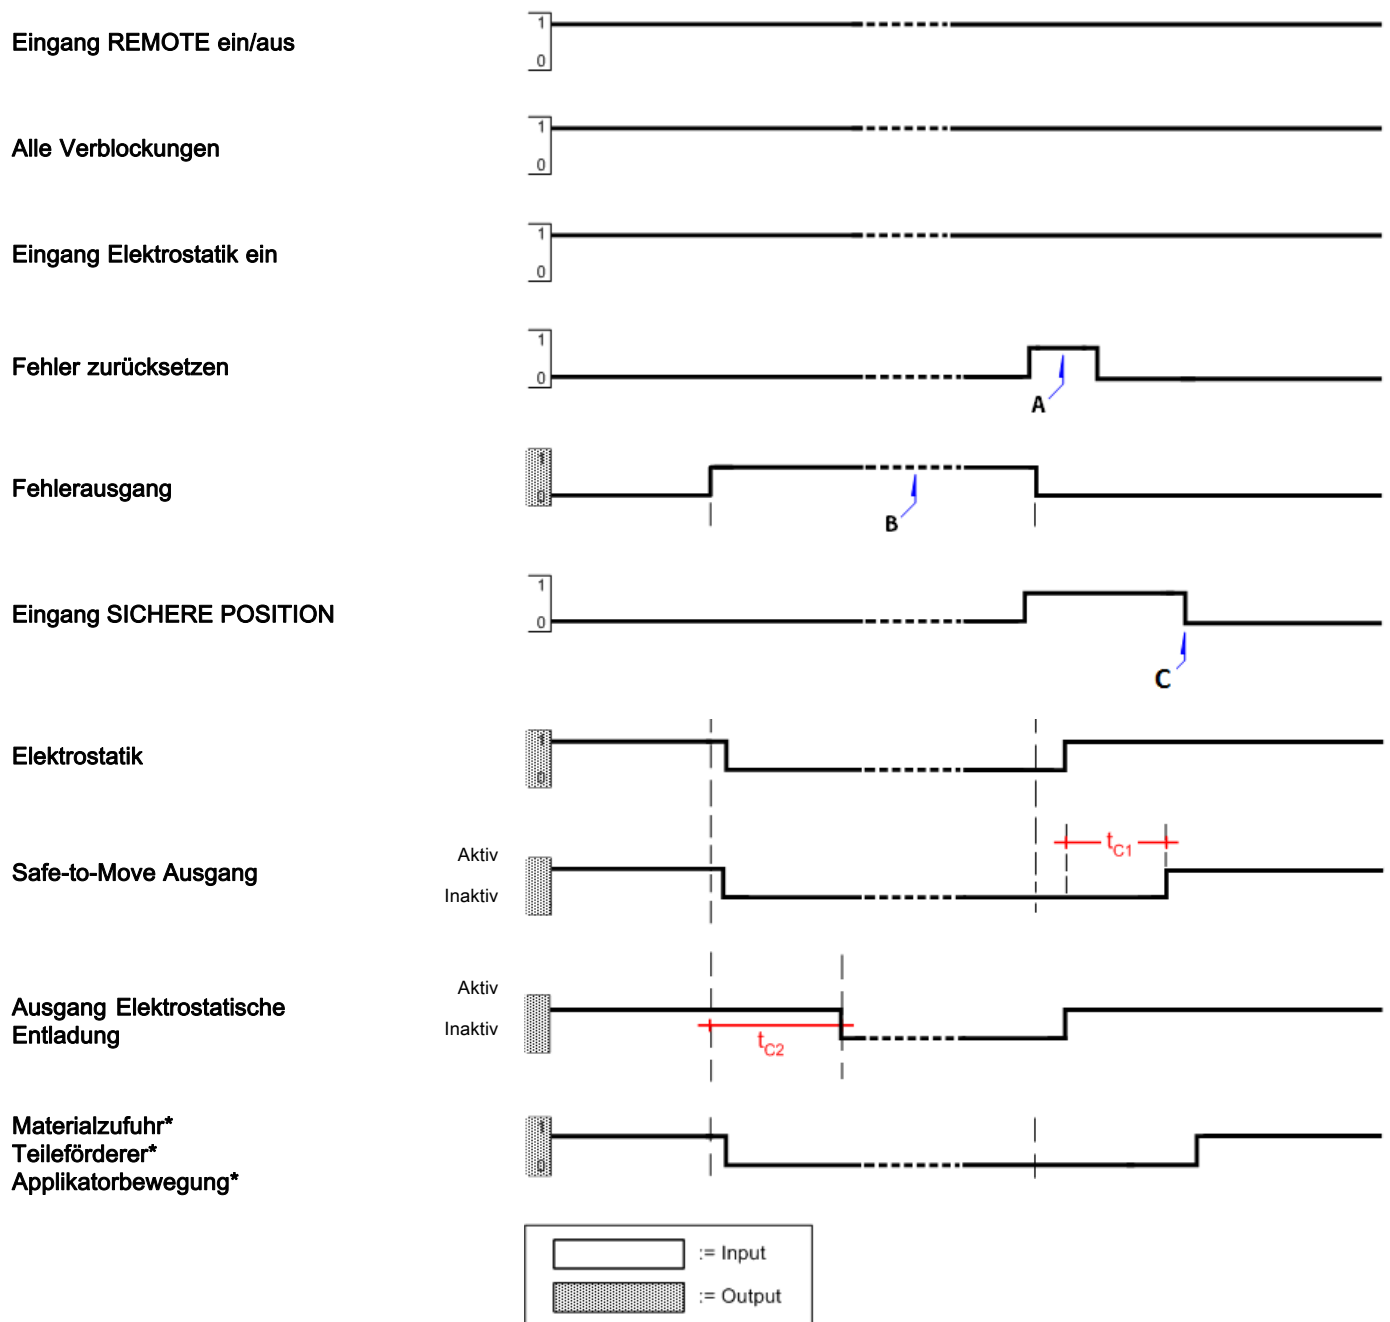 Eingang REMOTE ein/aus
1
0
Alle Verblockungen
1
0
Eingang Elektrostatik ein
1
0
Fehler zurücksetzen
1
0
A
Fehlerausgang
1
0
B
Eingang SICHERE POSITION
1
0
C
Elektrostatik
1
0
Safe-to-Move Ausgang
Aktiv
Inaktiv
tC1
Ausgang Elektrostatische
Entladung
Aktiv
Inaktiv
tC2
Materialzufuhr*
Teileförderer*
Applikatorbewegung*
1
0
:= Input
:= Output